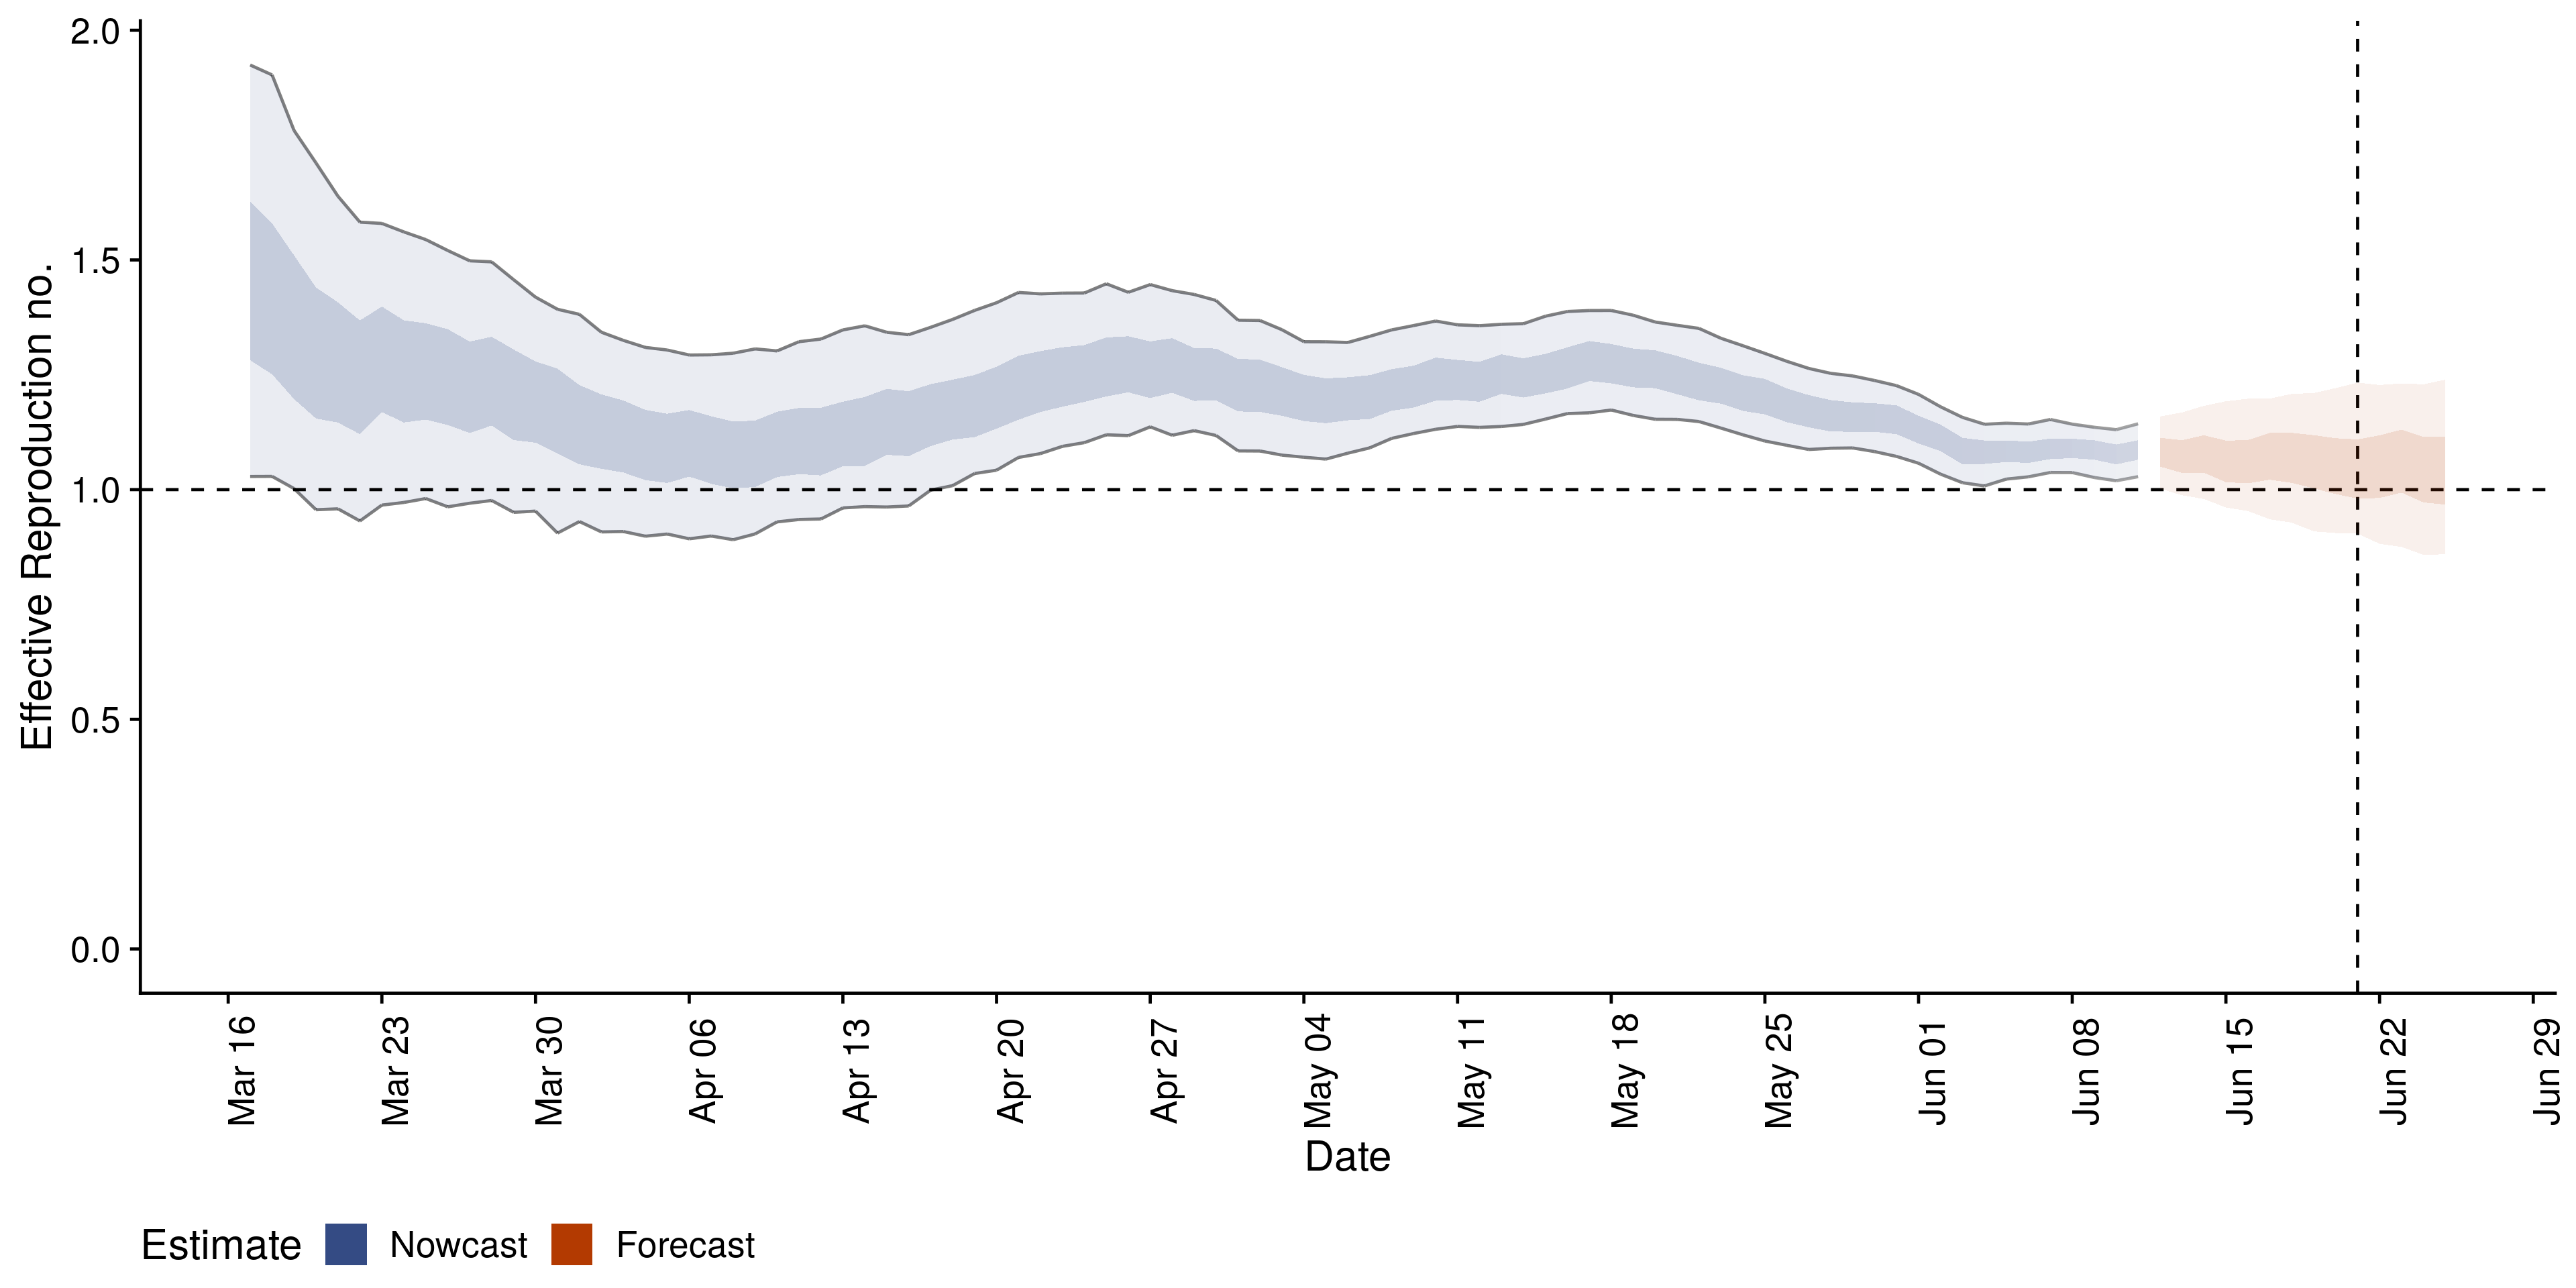 Effective Reproduction no.
2.0
1.5
1.0
0.5
0.0
Mar 16
Mar 23
Mar 30
Apr 06
Apr 13
Apr 20
Apr 27
May 04
May 11
May 18
May 25
Jun 01
Jun 08
Jun 15
Jun 22
Jun 29
Date
Estimate Nowcast Forecast